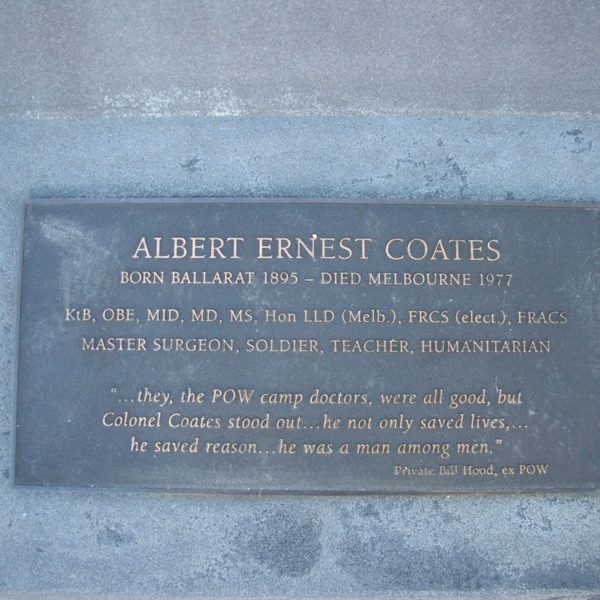 ALBERT ERNEST COATES
BORN BALLARAT 1895 – DIED MELBOURNE 1977
KtB, OBE, MID, MD, MS, Hon LLD (Melb.), FRCS (elect.), FRACS
MASTER SURGEON, SOLDIER, TEACHER, HUMANITARIAN
“...they, the POW camp doctors, were all good, but
Colonel Coates stood out...he not only saved lives,...
he saved reason...he was a man among men.”
Private Bill Hood, ex POW